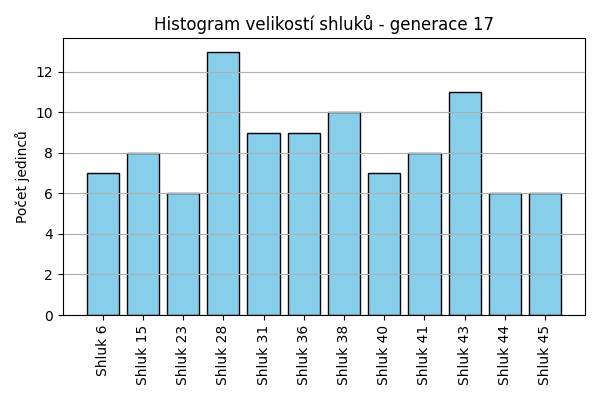 Histogram velikostí shluků - generace 17
Počet jedinců
12
10
8
6
4
2
0
Shluk 6
Shluk 15
Shluk 23
Shluk 28
Shluk 31
Shluk 36
Shluk 38
Shluk 40
Shluk 41
Shluk 43
Shluk 44
Shluk 45